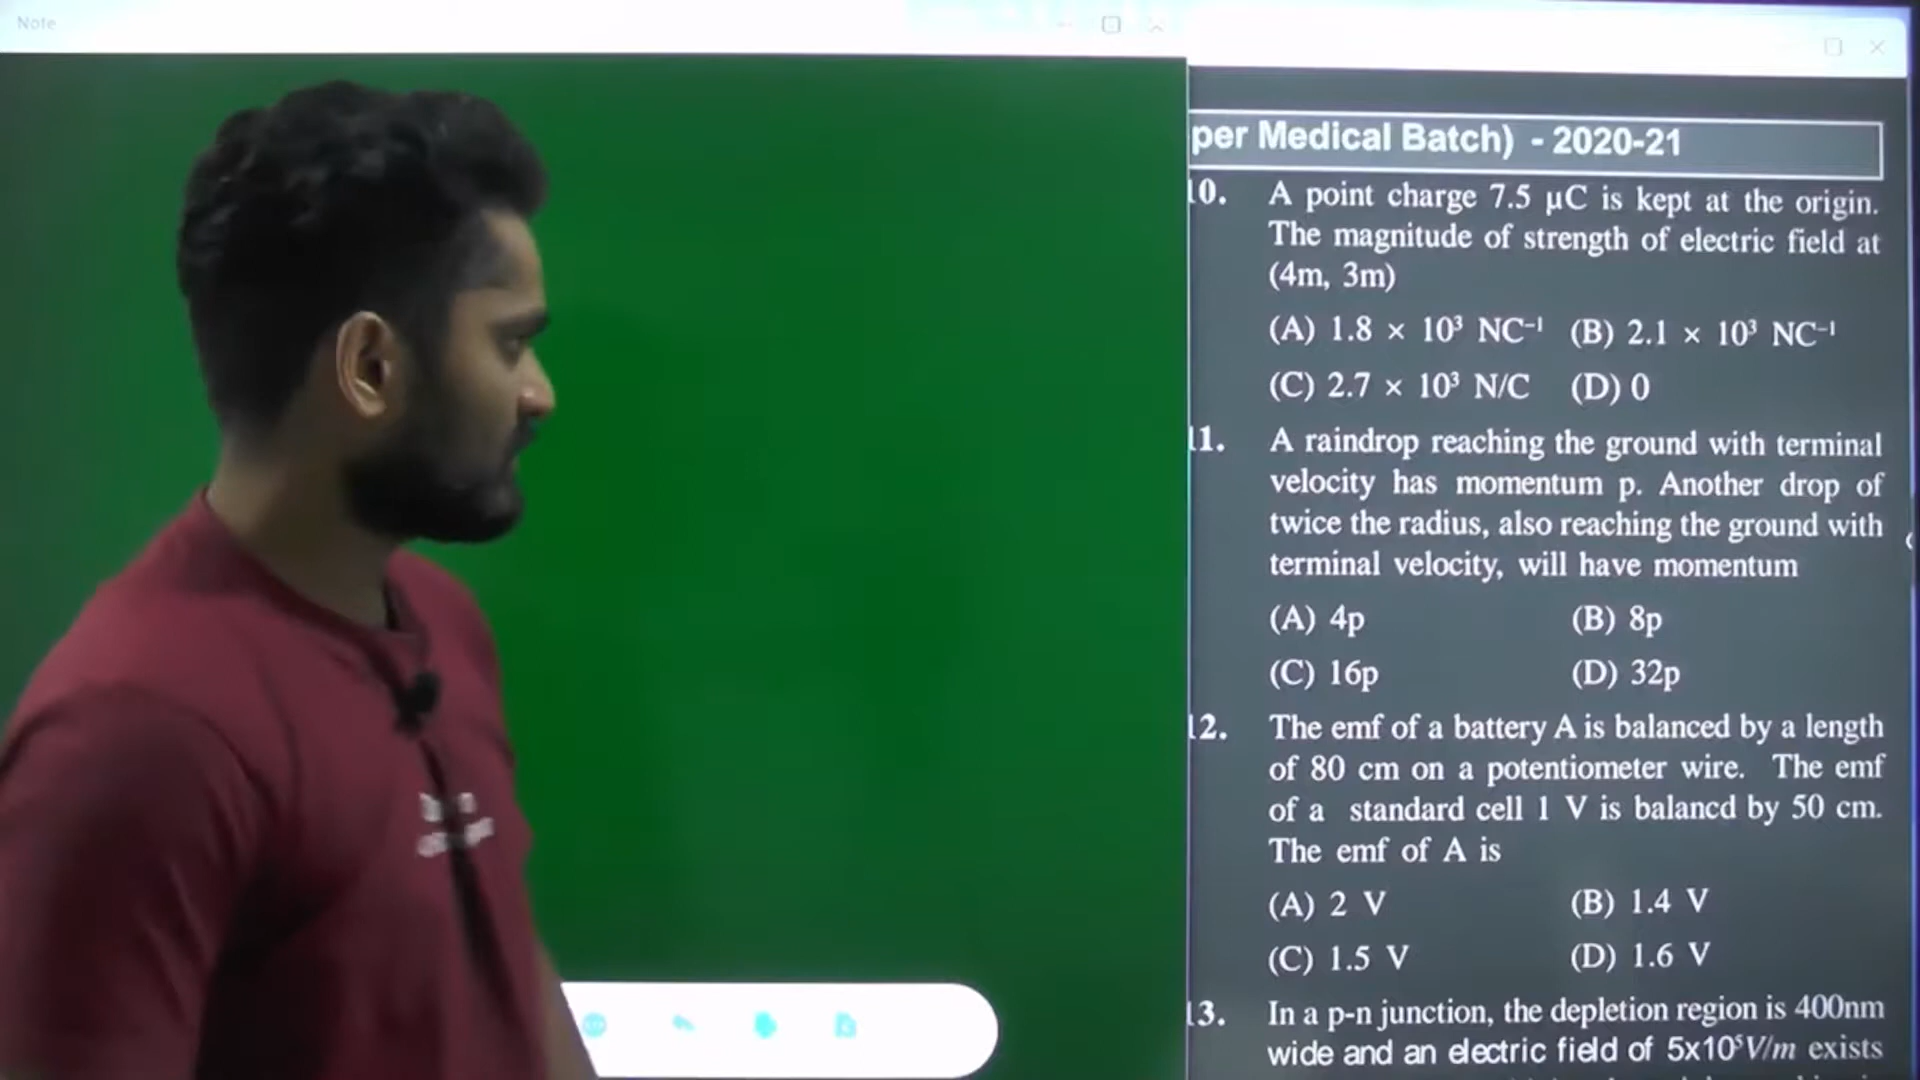 Note
per Medical Batch) - 2020-21
10. A point charge 7.5 μC is kept at the origin.
The magnitude of strength of electric field at
(4m, 3m)
(A) 1.8 × 10³ NC⁻¹ (B) 2.1 × 10³ NC⁻¹
(C) 2.7 × 10³ N/C (D) 0
11. A raindrop reaching the ground with terminal
velocity has momentum p. Another drop of
twice the radius, also reaching the ground with
terminal velocity, will have momentum
(A) 4p (B) 8p
(C) 16p (D) 32p
12. The emf of a battery A is balanced by a length
of 80 cm on a potentiometer wire. The emf
of a standard cell 1 V is balancd by 50 cm.
The emf of A is
(A) 2 V (B) 1.4 V
(C) 1.5 V (D) 1.6 V
13. In a p-n junction, the depletion region is 400nm
wide and an electric field of 5x10⁵V/m exists